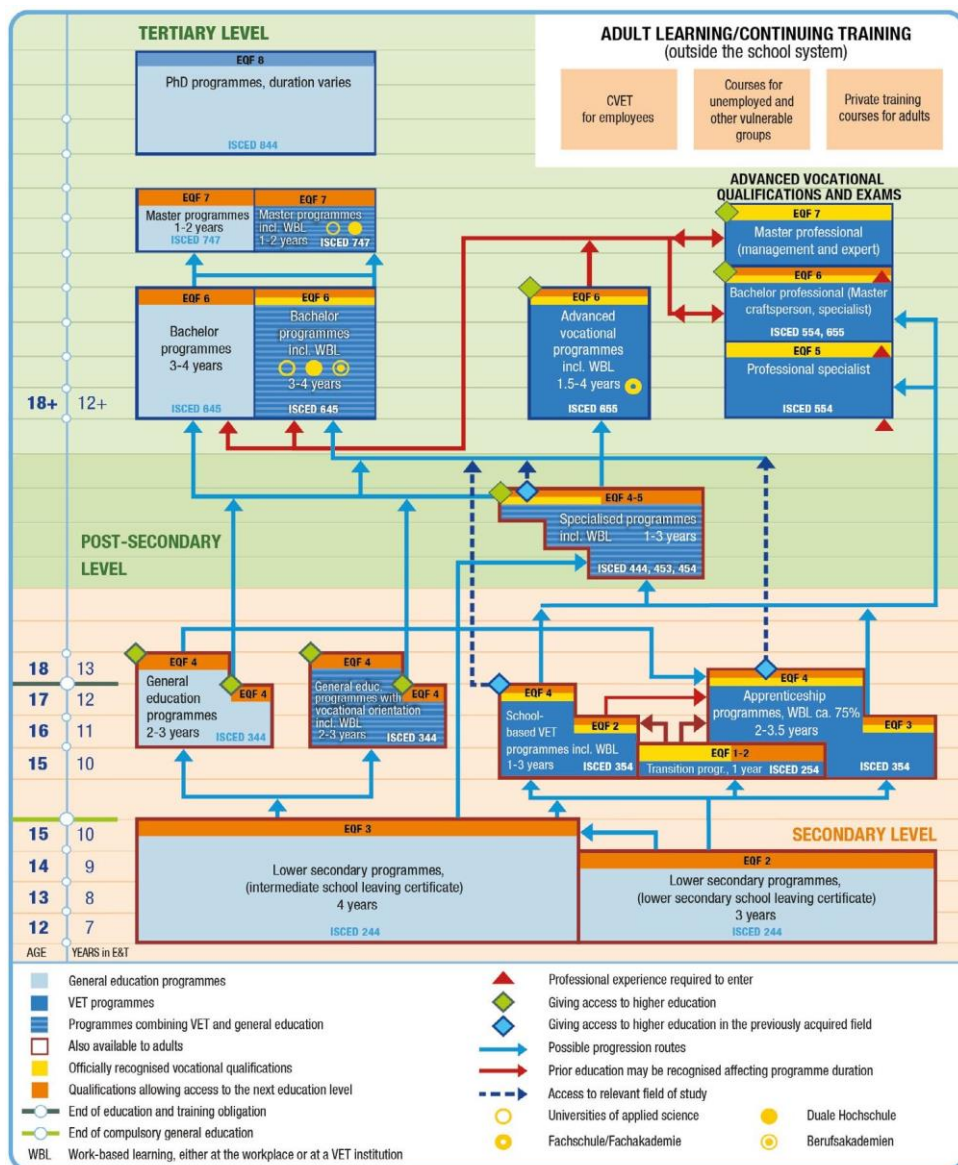 TERTIARY LEVEL
EQF 8
PhD programmes, duration varies
ISCED 844
ADULT LEARNING/CONTINUING TRAINING
(outside the school system)
CVET
for employees
Courses for
unemployed and
other vulnerable
groups
Private training
courses for adults
EQF 7
Master programmes
1-2 years
ISCED 747
EQF 7
Master programmes
incl. WBL
1-2 years
ISCED 747
ADVANCED VOCATIONAL
QUALIFICATIONS AND EXAMS
EQF 7
Master professional
(management and expert)
EQF 6
Bachelor professional (Master
craftsperson, specialist)
ISCED 554, 655
EQF 5
Professional specialist
ISCED 554
EQF 6
Bachelor
programmes
3-4 years
ISCED 645
EQF 6
Bachelor
programmes
incl. WBL
3-4 years
ISCED 645
EQF 6
Advanced
vocational
programmes
incl. WBL
1.5-4 years
ISCED 655
18+ 12+
POST-SECONDARY
LEVEL
EQF 4-5
Specialised programmes
incl. WBL 1-3 years
ISCED 444, 453, 454
18 13
17 12
16 11
15 10
EQF 4
General
education
programmes
2-3 years
EQF 4
ISCED 344
EQF 4
General educ.
programmes with
vocational orientation
incl. WBL
2-3 years
EQF 4
ISCED 344
EQF 4
School-
based VET
programmes incl. WBL
1-3 years
EQF 2
ISCED 354
EQF 1-2
Transition progr., 1 year ISCED 254
EQF 4
Apprenticeship
programmes, WBL ca. 75%
2-3.5 years
EQF 3
ISCED 354
SECONDARY LEVEL
15 10
14 9
13 8
12 7
AGE YEARS in E&T
EQF 3
Lower secondary programmes,
(intermediate school leaving certificate)
4 years
ISCED 244
EQF 2
Lower secondary programmes,
(lower secondary school leaving certificate)
3 years
ISCED 244
General education programmes
VET programmes
Programmes combining VET and general education
Also available to adults
Officially recognised vocational qualifications
Qualifications allowing access to the next education level
End of education and training obligation
End of compulsory general education
WBL Work-based learning, either at the workplace or at a VET institution
Professional experience required to enter
Giving access to higher education
Giving access to higher education in the previously acquired field
Possible progression routes
Prior education may be recognised affecting programme duration
Access to relevant field of study
Universities of applied science
Duale Hochschule
Fachschule/Fachakademie
Berufsakademien